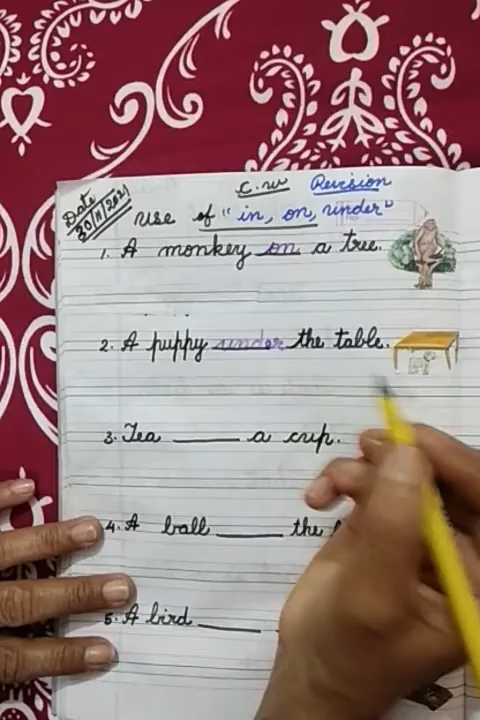 C.W Revision
Date 30/11/2021
Use of "in, on, under"
1. A monkey on a tree.
2. A puppy under the table.
3. Tea ______ a cup.
4. A ball ______ the
5. A bird ______